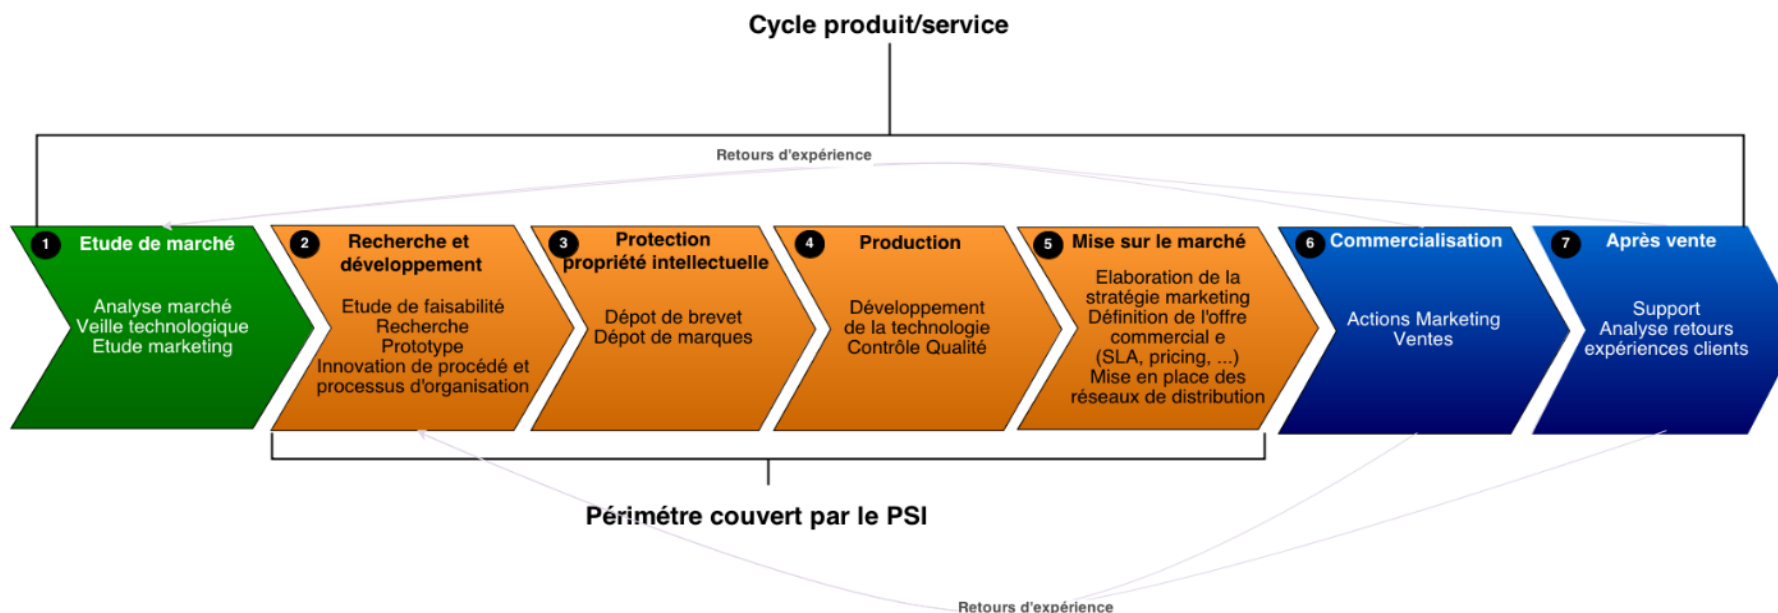 Cycle produit/service
Retours d'expérience
1
Etude de marché
Analyse marché
Veille technologique
Etude marketing
2
Recherche et
développement
Etude de faisabilité
Recherche
Prototype
Innovation de procédé et
processus d'organisation
3
Protection
propriété intellectuelle
Dépot de brevet
Dépot de marques
4
Production
Développement
de la technologie
Contrôle Qualité
5
Mise sur le marché
Elaboration de la
stratégie marketing
Définition de l'offre
commercial e
(SLA, pricing, ...)
Mise en place des
réseaux de distribution
6
Commercialisation
Actions Marketing
Ventes
7
Après vente
Support
Analyse retours
expériences clients
Périmétre couvert par le PSI
Retours d'expérience